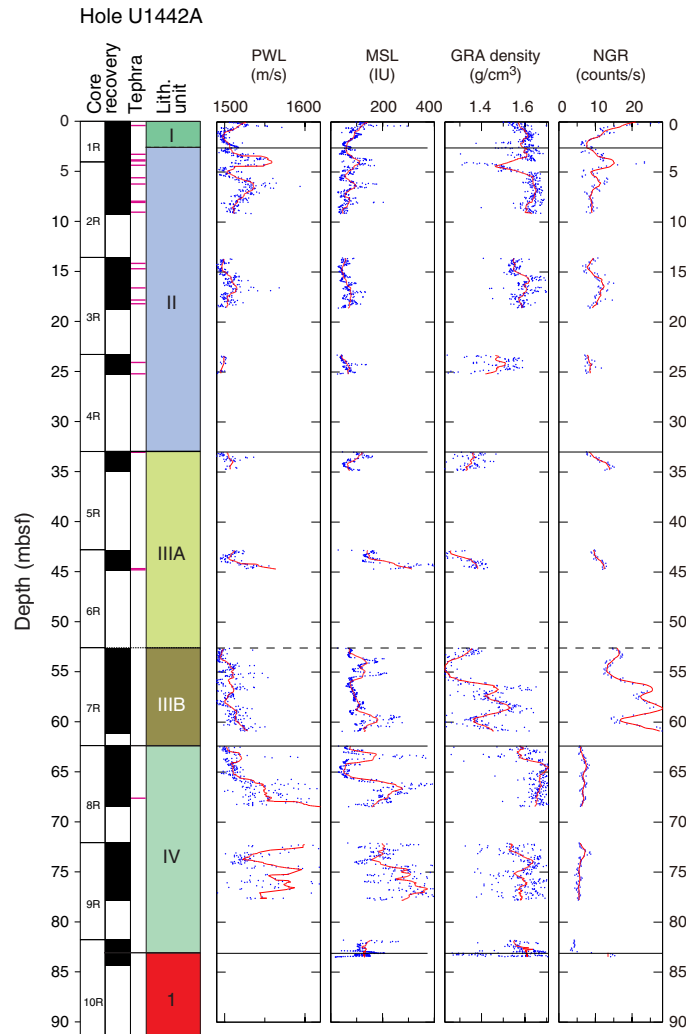 Hole U1442A
Core recovery
Tephra
Lith. unit
PWL (m/s)
MSL (IU)
GRA density (g/cm³)
NGR (counts/s)
1500 1600
200 400
1.4 1.6
0 10 20
Depth (mbsf)
0
5
10
15
20
25
30
35
40
45
50
55
60
65
70
75
80
85
90
1R
2R
3R
4R
5R
6R
7R
8R
9R
10R
I
II
IIIA
IIIB
IV
1
0
5
10
15
20
25
30
35
40
45
50
55
60
65
70
75
80
85
90